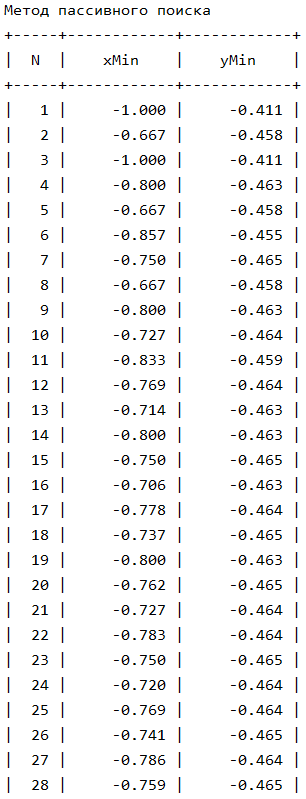 Метод пассивного поиска
+-----+------------+------------+
|  N  |    xMin    |    yMin    |
+-----+------------+------------+
|   1 |     -1.000 |     -0.411 |
|   2 |     -0.667 |     -0.458 |
|   3 |     -1.000 |     -0.411 |
|   4 |     -0.800 |     -0.463 |
|   5 |     -0.667 |     -0.458 |
|   6 |     -0.857 |     -0.455 |
|   7 |     -0.750 |     -0.465 |
|   8 |     -0.667 |     -0.458 |
|   9 |     -0.800 |     -0.463 |
|  10 |     -0.727 |     -0.464 |
|  11 |     -0.833 |     -0.459 |
|  12 |     -0.769 |     -0.464 |
|  13 |     -0.714 |     -0.463 |
|  14 |     -0.800 |     -0.463 |
|  15 |     -0.750 |     -0.465 |
|  16 |     -0.706 |     -0.463 |
|  17 |     -0.778 |     -0.464 |
|  18 |     -0.737 |     -0.465 |
|  19 |     -0.800 |     -0.463 |
|  20 |     -0.762 |     -0.465 |
|  21 |     -0.727 |     -0.464 |
|  22 |     -0.783 |     -0.464 |
|  23 |     -0.750 |     -0.465 |
|  24 |     -0.720 |     -0.464 |
|  25 |     -0.769 |     -0.464 |
|  26 |     -0.741 |     -0.465 |
|  27 |     -0.786 |     -0.464 |
|  28 |     -0.759 |     -0.465 |